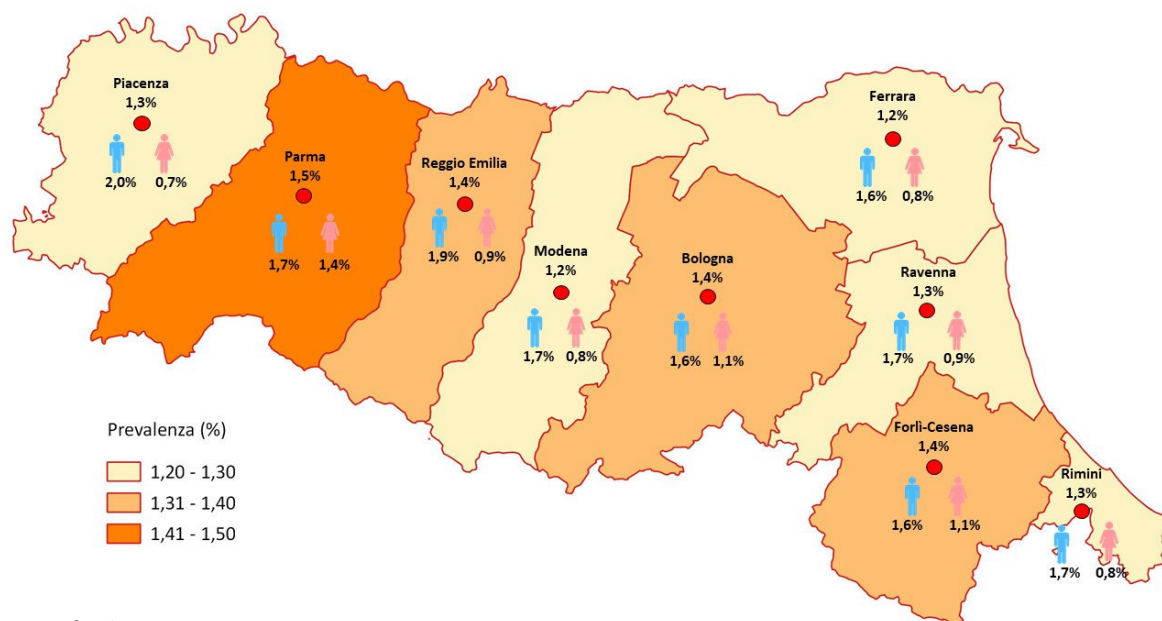 Piacenza
1,3%
2,0% 0,7%
Parma
1,5%
1,7% 1,4%
Reggio Emilia
1,4%
1,9% 0,9%
Modena
1,2%
1,7% 0,8%
Bologna
1,4%
1,6% 1,1%
Ferrara
1,2%
1,6% 0,8%
Ravenna
1,3%
1,7% 0,9%
Forlì-Cesena
1,4%
1,6% 1,1%
Rimini
1,3%
1,7% 0,8%
Prevalenza (%)
1,20 - 1,30
1,31 - 1,40
1,41 - 1,50